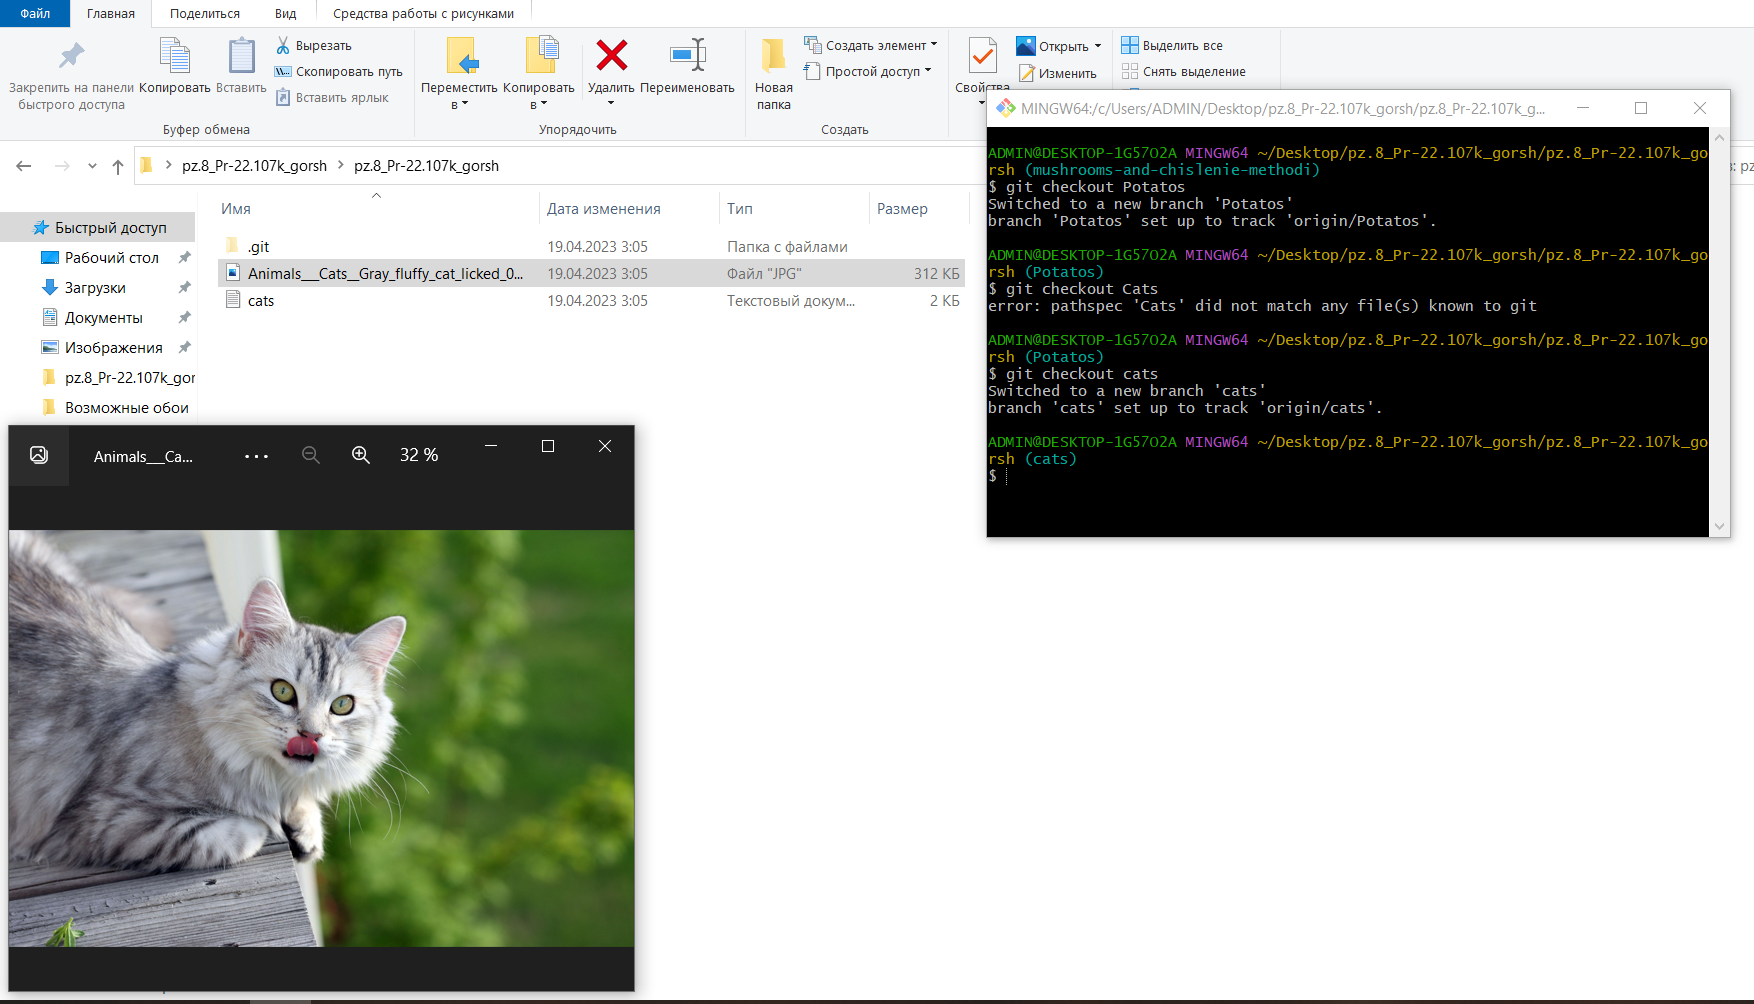 Файл Главная Поделиться Вид Средства работы с рисунками
Закрепить на панели
быстрого доступа
Копировать
Вставить
Вырезать
Скопировать путь
Вставить ярлык
Буфер обмена
Переместить
в
Копировать
в
Удалить
Переименовать
Упорядочить
Новая
папка
Создать элемент
Простой доступ
Создать
Свойства
Открыть
Изменить
Выделить все
Снять выделение
pz.8_Pr-22.107k_gorsh pz.8_Pr-22.107k_gorsh
Имя Дата изменения Тип Размер
.git 19.04.2023 3:05 Папка с файлами
Animals___Cats__Gray_fluffy_cat_licked_0... 19.04.2023 3:05 Файл "JPG" 312 КБ
cats 19.04.2023 3:05 Текстовый докум... 2 КБ
Быстрый доступ
Рабочий стол
Загрузки
Документы
Изображения
pz.8_Pr-22.107k_gor
Возможные обои
Animals___Ca... 32 %
MINGW64:/c/Users/ADMIN/Desktop/pz.8_Pr-22.107k_gorsh/pz.8_Pr-22.107k_g...
ADMIN@DESKTOP-1G57O2A MINGW64 ~/Desktop/pz.8_Pr-22.107k_gorsh/pz.8_Pr-22.107k_go
rsh (mushrooms-and-chislenie-methodi)
$ git checkout Potatos
Switched to a new branch 'Potatos'
branch 'Potatos' set up to track 'origin/Potatos'.
ADMIN@DESKTOP-1G57O2A MINGW64 ~/Desktop/pz.8_Pr-22.107k_gorsh/pz.8_Pr-22.107k_go
rsh (Potatos)
$ git checkout Cats
error: pathspec 'Cats' did not match any file(s) known to git
ADMIN@DESKTOP-1G57O2A MINGW64 ~/Desktop/pz.8_Pr-22.107k_gorsh/pz.8_Pr-22.107k_go
rsh (Potatos)
$ git checkout cats
Switched to a new branch 'cats'
branch 'cats' set up to track 'origin/cats'.
ADMIN@DESKTOP-1G57O2A MINGW64 ~/Desktop/pz.8_Pr-22.107k_gorsh/pz.8_Pr-22.107k_go
rsh (cats)
$